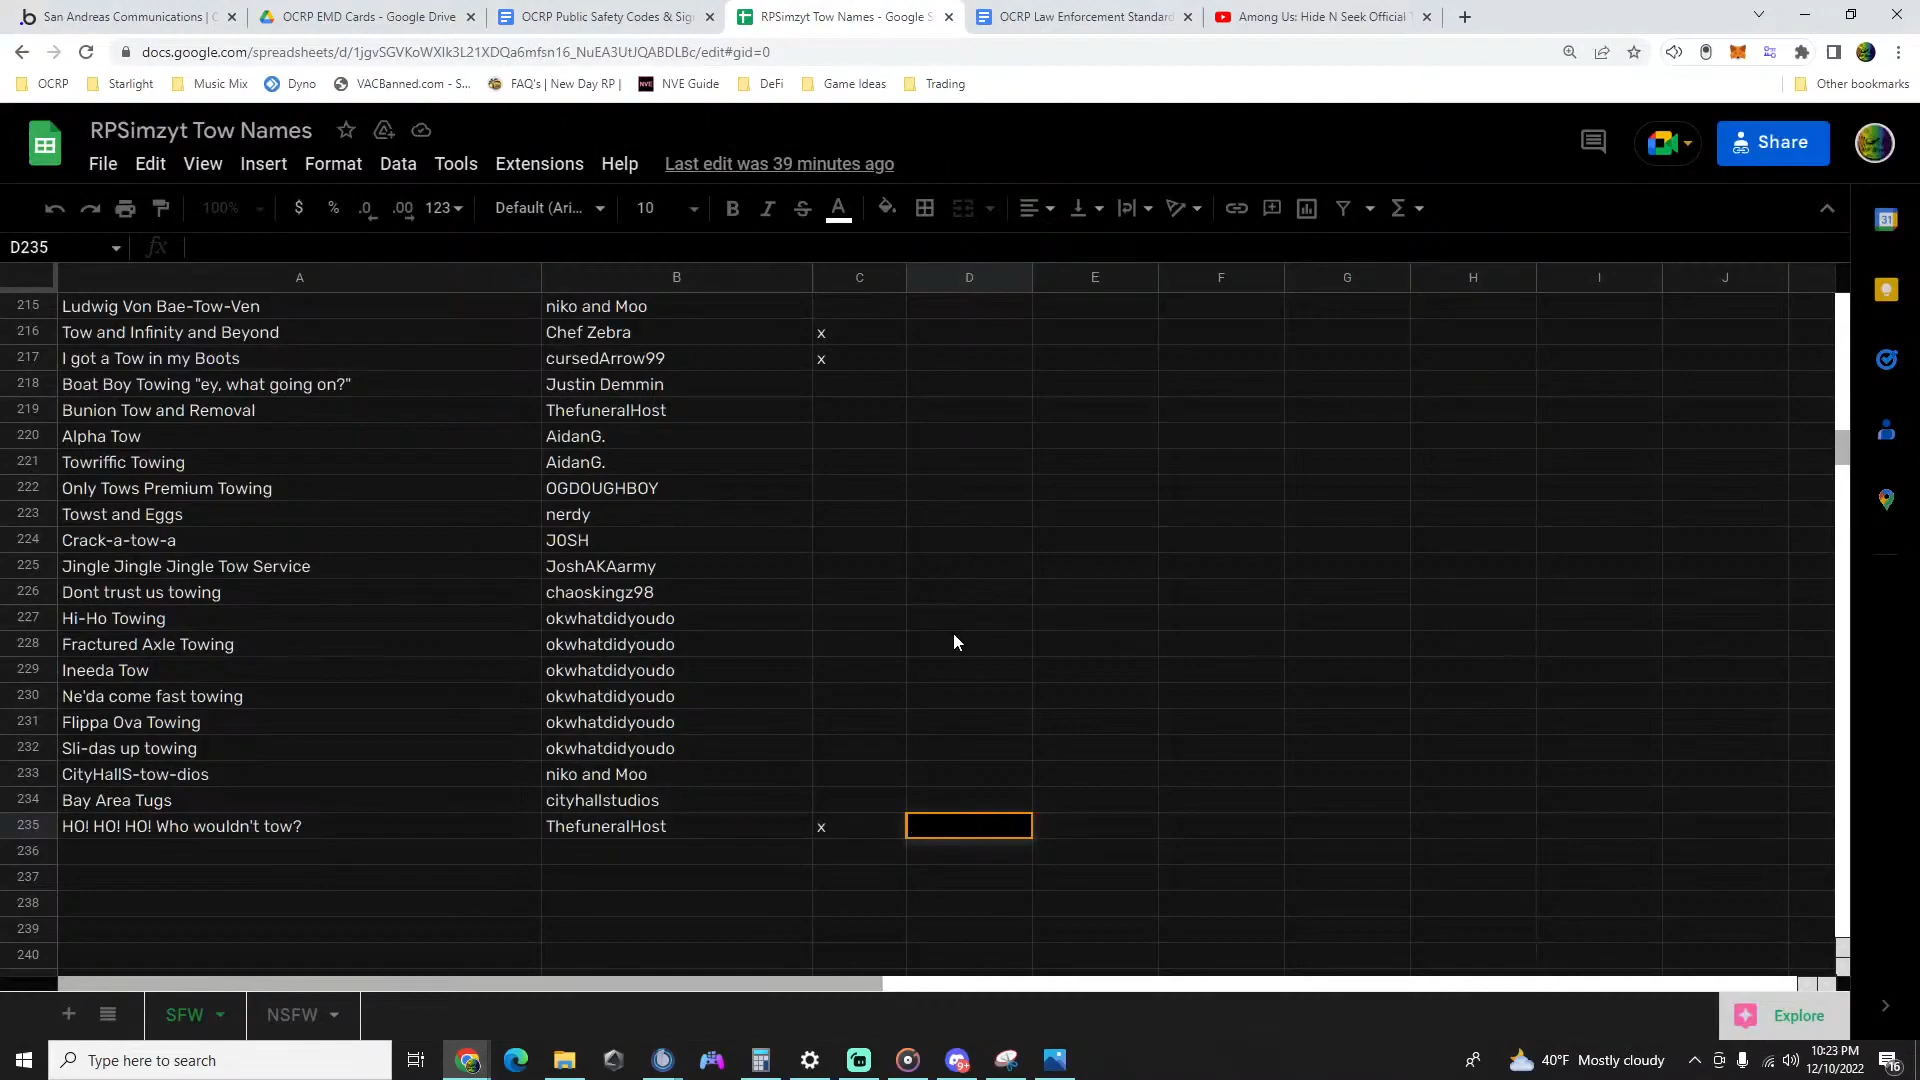 San Andreas Communications | C
OCRP EMD Cards - Google Drive
OCRP Public Safety Codes & Sig
RPSimzyt Tow Names - Google S
OCRP Law Enforcement Standard
Among Us: Hide N Seek Official T
docs.google.com/spreadsheets/d/1jgvSGVKoWXlk3L21XDQa6mfsn16_NuEA3UtJQABDLBc/edit#gid=0
OCRP Starlight Music Mix Dyno VACBanned.com - S... FAQ's | New Day RP | NVE Guide DeFi Game Ideas Trading Other bookmarks
RPSimzyt Tow Names
Share
File Edit View Insert Format Data Tools Extensions Help Last edit was 39 minutes ago
100% $ % .0 .00 123 Default (Ari... 10 B I S A Σ
D235 fx
A B C D E F G H I J
215 Ludwig Von Bae-Tow-Ven niko and Moo
216 Tow and Infinity and Beyond Chef Zebra x
217 I got a Tow in my Boots cursedArrow99 x
218 Boat Boy Towing "ey, what going on?" Justin Demmin
219 Bunion Tow and Removal ThefuneralHost
220 Alpha Tow AidanG.
221 Towriffic Towing AidanG.
222 Only Tows Premium Towing OGDOUGHBOY
223 Towst and Eggs nerdy
224 Crack-a-tow-a JOSH
225 Jingle Jingle Jingle Tow Service JoshAKAarmy
226 Dont trust us towing chaoskingz98
227 Hi-Ho Towing okwhatdidyoudo
228 Fractured Axle Towing okwhatdidyoudo
229 Ineeda Tow okwhatdidyoudo
230 Ne'da come fast towing okwhatdidyoudo
231 Flippa Ova Towing okwhatdidyoudo
232 Sli-das up towing okwhatdidyoudo
233 CityHallS-tow-dios niko and Moo
234 Bay Area Tugs cityhallstudios
235 HO! HO! HO! Who wouldn't tow? ThefuneralHost x
236
237
238
239
240
SFW NSFW Explore
Type here to search
9+
40°F Mostly cloudy
10:23 PM
12/10/2022
16